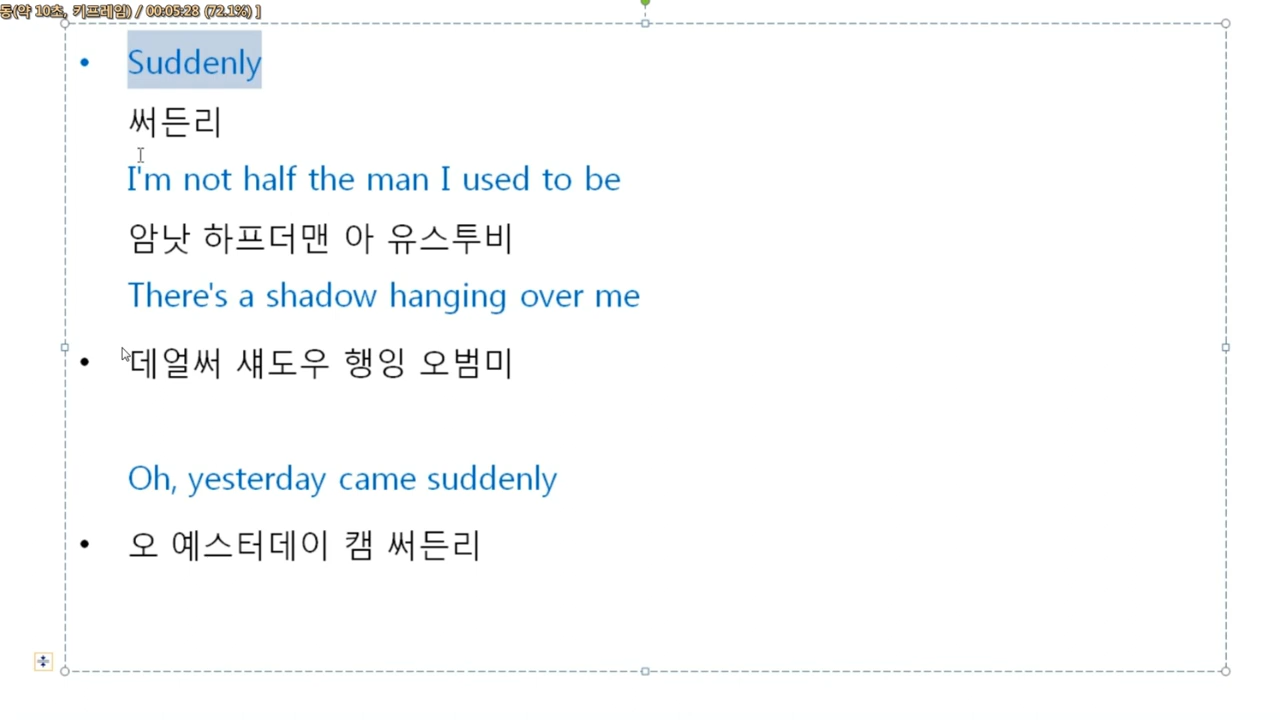 동(약 10초, 키프레임) / 00:05:28 (72.1%) ]
• Suddenly
써든리
I'm not half the man I used to be
암낫 하프더맨 아 유스투비
There's a shadow hanging over me
• 데얼써 섀도우 행잉 오범미
Oh, yesterday came suddenly
• 오 예스터데이 캠 써든리